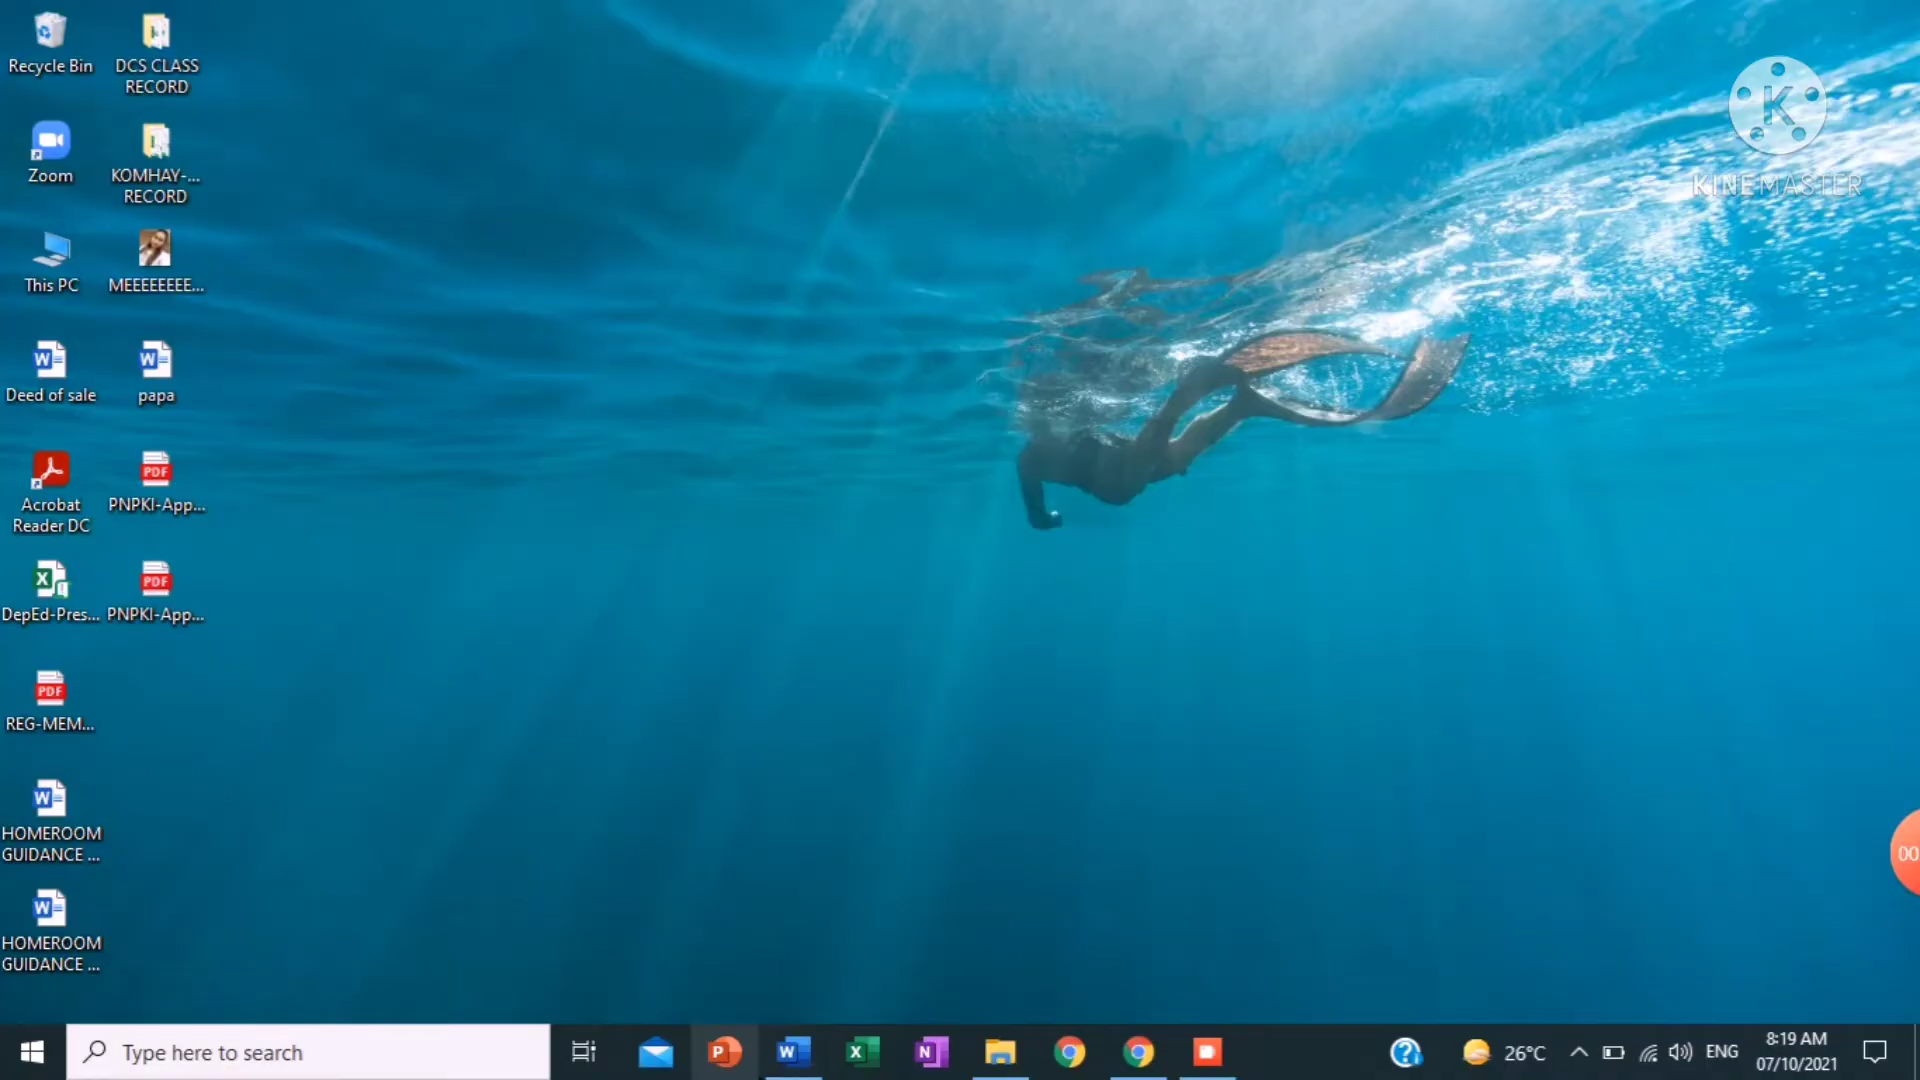 Recycle Bin
DCS CLASS
RECORD
Zoom
KOMHAY-...
RECORD
This PC
MEEEEEEEE...
Deed of sale
papa
Acrobat
Reader DC
PNPKI-App...
DepEd-Pres...
PNPKI-App...
REG-MEM...
HOMEROOM
GUIDANCE ...
HOMEROOM
GUIDANCE ...
K
KINEMASTER
00
Type here to search
26°C
ENG
8:19 AM
07/10/2021